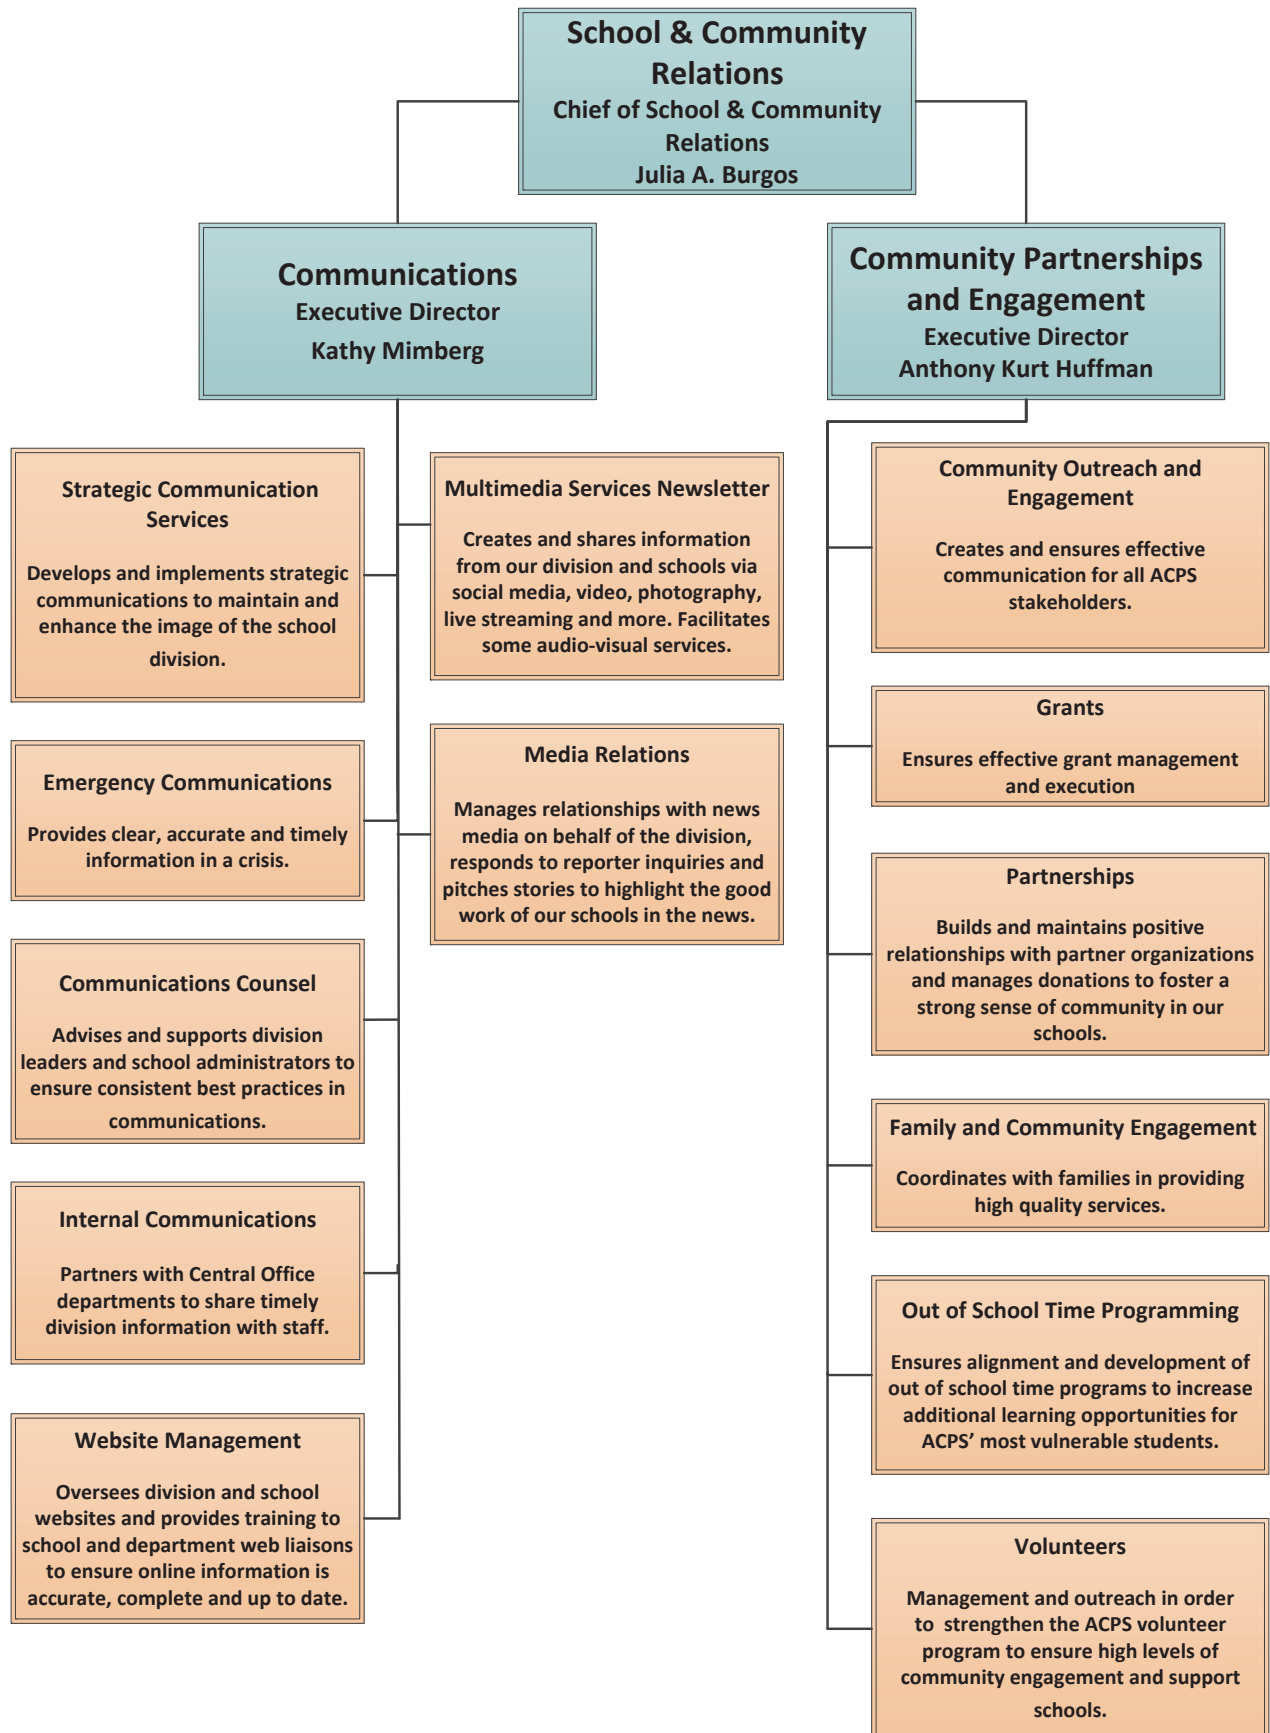 School & Community
Relations
Chief of School & Community
Relations
Julia A. Burgos
Communications
Executive Director
Kathy Mimberg
Community Partnerships
and Engagement
Executive Director
Anthony Kurt Huffman
Strategic Communication
Services
Develops and implements strategic
communications to maintain and
enhance the image of the school
division.
Emergency Communications
Provides clear, accurate and timely
information in a crisis.
Communications Counsel
Advises and supports division
leaders and school administrators to
ensure consistent best practices in
communications.
Internal Communications
Partners with Central Office
departments to share timely
division information with staff.
Website Management
Oversees division and school
websites and provides training to
school and department web liaisons
to ensure online information is
accurate, complete and up to date.
Multimedia Services Newsletter
Creates and shares information
from our division and schools via
social media, video, photography,
live streaming and more. Facilitates
some audio-visual services.
Media Relations
Manages relationships with news
media on behalf of the division,
responds to reporter inquiries and
pitches stories to highlight the good
work of our schools in the news.
Community Outreach and
Engagement
Creates and ensures effective
communication for all ACPS
stakeholders.
Grants
Ensures effective grant management
and execution
Partnerships
Builds and maintains positive
relationships with partner organizations
and manages donations to foster a
strong sense of community in our
schools.
Family and Community Engagement
Coordinates with families in providing
high quality services.
Out of School Time Programming
Ensures alignment and development of
out of school time programs to increase
additional learning opportunities for
ACPS’ most vulnerable students.
Volunteers
Management and outreach in order
to strengthen the ACPS volunteer
program to ensure high levels of
community engagement and support
schools.